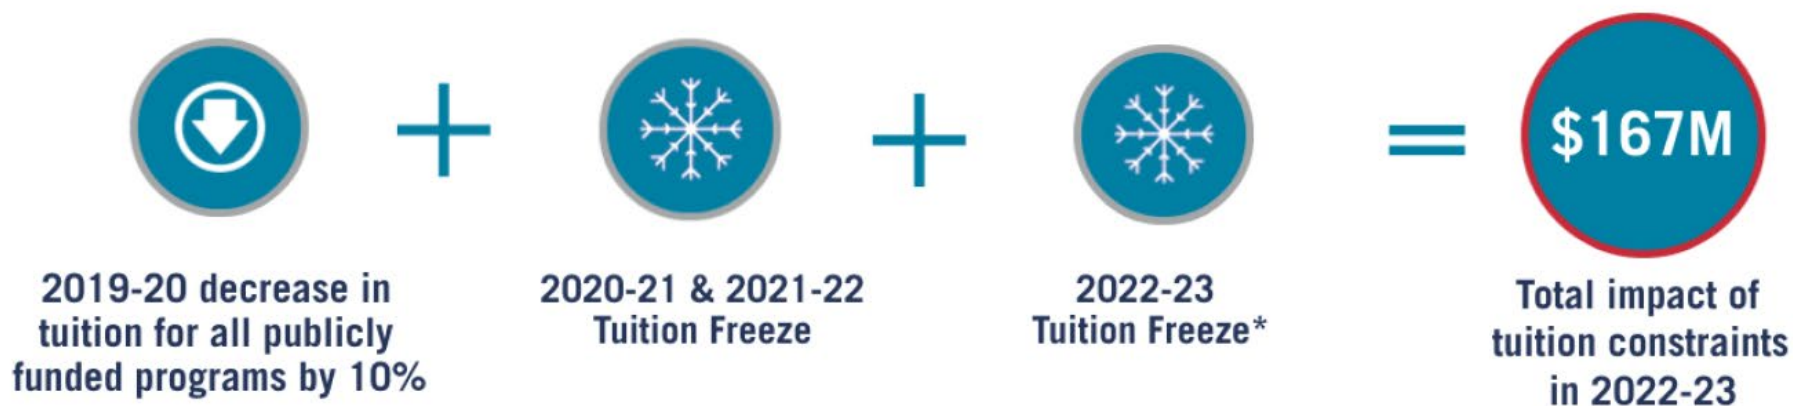 2019-20 decrease in
tuition for all publicly
funded programs by 10%
2020-21 & 2021-22
Tuition Freeze
2022-23
Tuition Freeze*
$167M
Total impact of
tuition constraints
in 2022-23